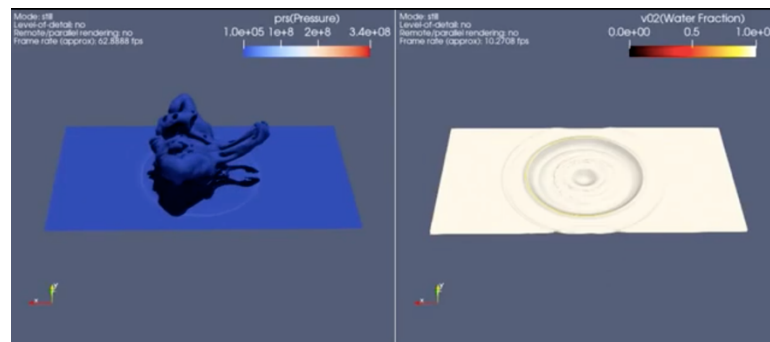 Mode: still
Level-of-detail: no
Remote/parallel rendering: no
Frame rate (approx): 62.8888 fps
prs(Pressure)
1.0e+05 1e+8 2e+8 3.4e+08
Mode: still
Level-of-detail: no
Remote/parallel rendering: no
Frame rate (approx): 10.2708 fps
v02(Water Fraction)
0.0e+00 0.5 1.0e+0